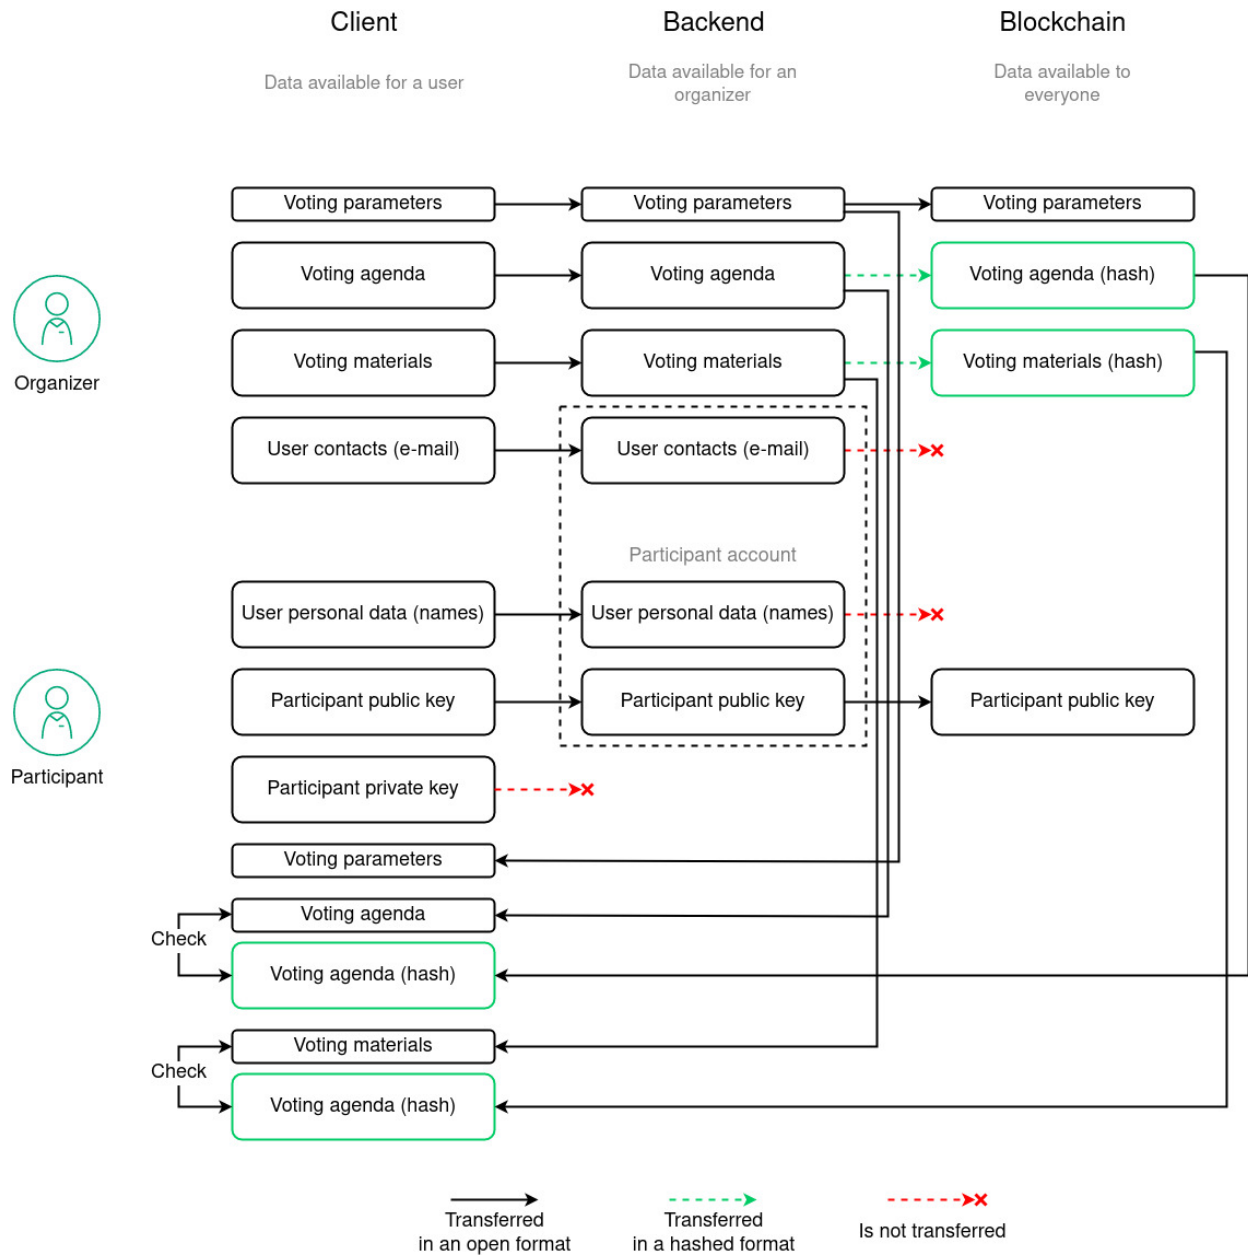 Client
Backend
Blockchain
Data available for a user
Data available for an
organizer
Data available to
everyone
Voting parameters
Voting parameters
Voting parameters
Voting agenda
Voting agenda
Voting agenda (hash)
Organizer
Voting materials
Voting materials
Voting materials (hash)
User contacts (e-mail)
User contacts (e-mail)
Participant account
User personal data (names)
User personal data (names)
Participant public key
Participant public key
Participant public key
Participant
Participant private key
Voting parameters
Voting agenda
Check
Voting agenda (hash)
Voting materials
Check
Voting agenda (hash)
Transferred
in an open format
Transferred
in a hashed format
Is not transferred